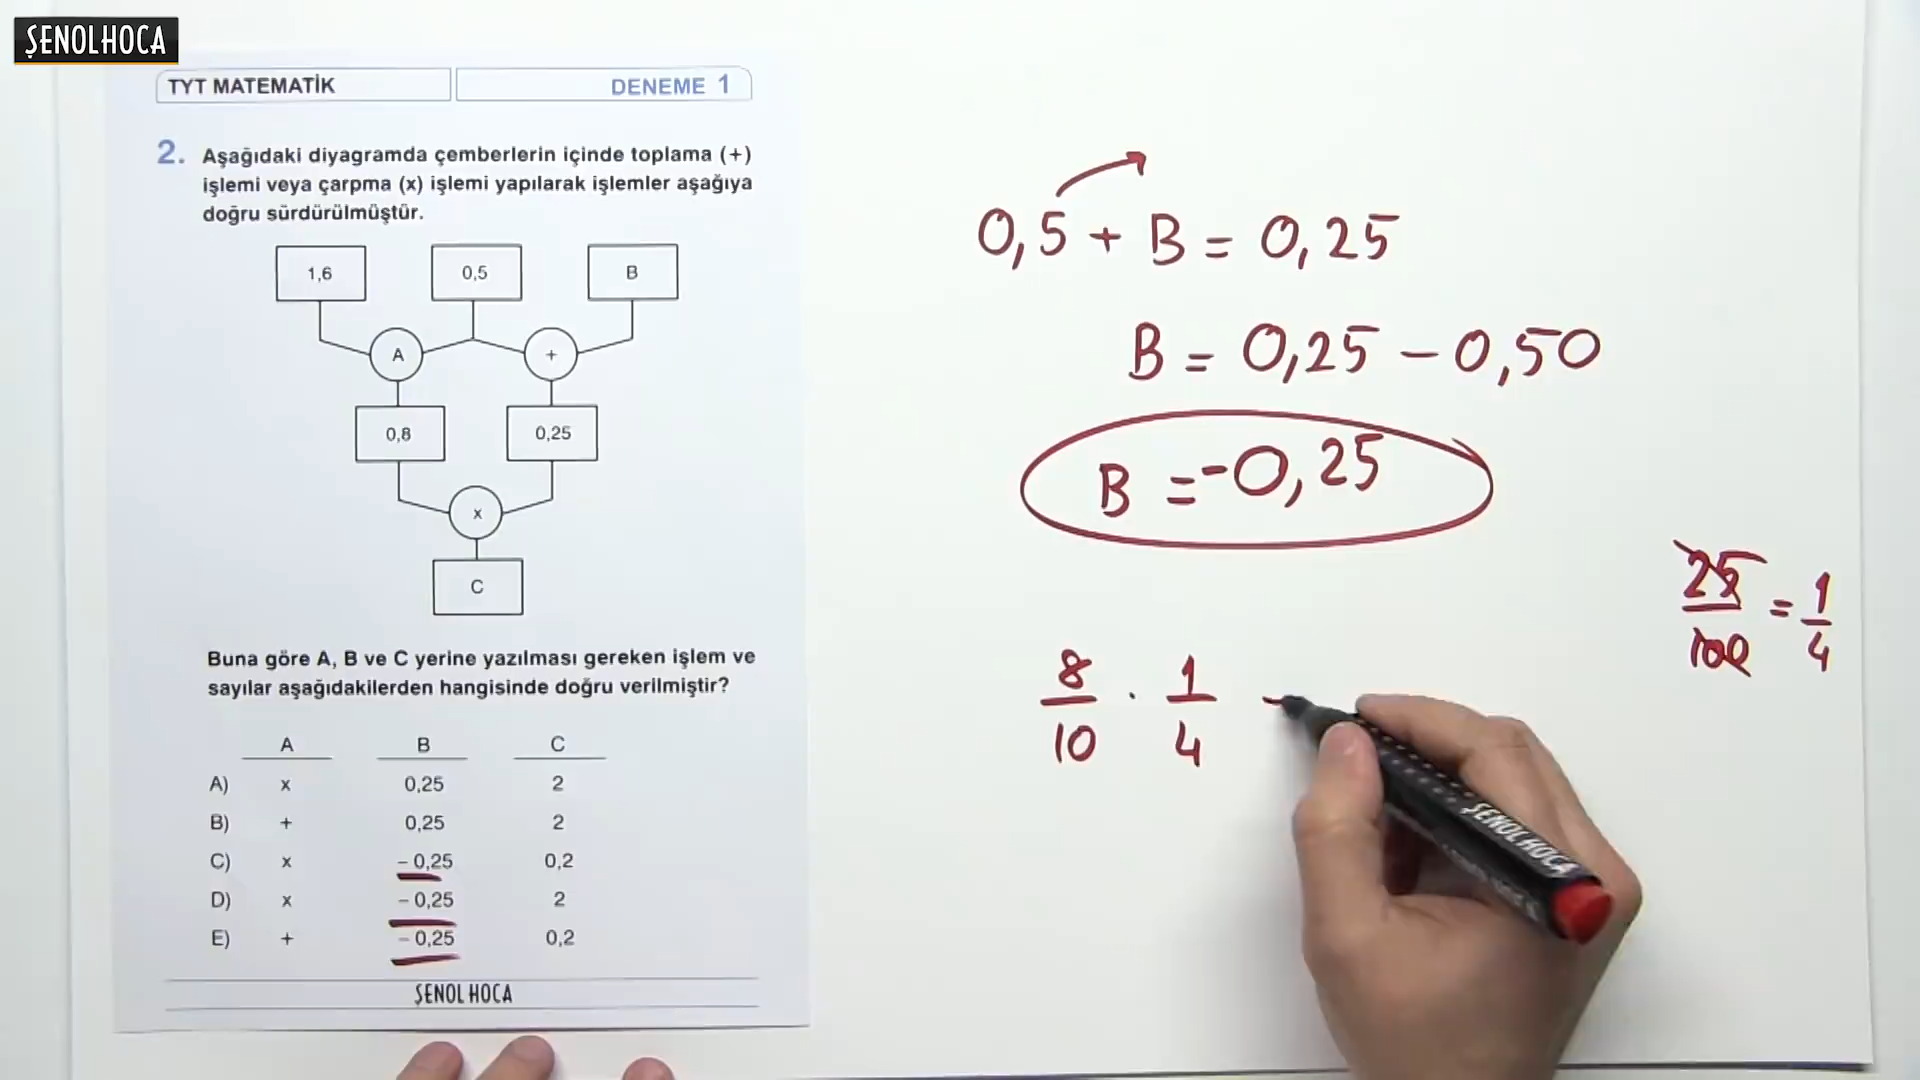 ŞENOLHOCA
TYT MATEMATİK
DENEME 1
2. Aşağıdaki diyagramda çemberlerin içinde toplama (+)
işlemi veya çarpma (x) işlemi yapılarak işlemler aşağıya
doğru sürdürülmüştür.
1,6 0,5 B
A +
0,8 0,25
x
C
Buna göre A, B ve C yerine yazılması gereken işlem ve
sayılar aşağıdakilerden hangisinde doğru verilmiştir?
A B C
A) x 0,25 2
B) + 0,25 2
C) x – 0,25 0,2
D) x – 0,25 2
E) + – 0,25 0,2
ŞENOL HOCA
0,5 + B = 0,25
B = 0,25 – 0,50
B = -0,25
25/100 = 1/4
8/10 . 1/4
ŞENOLHOCA